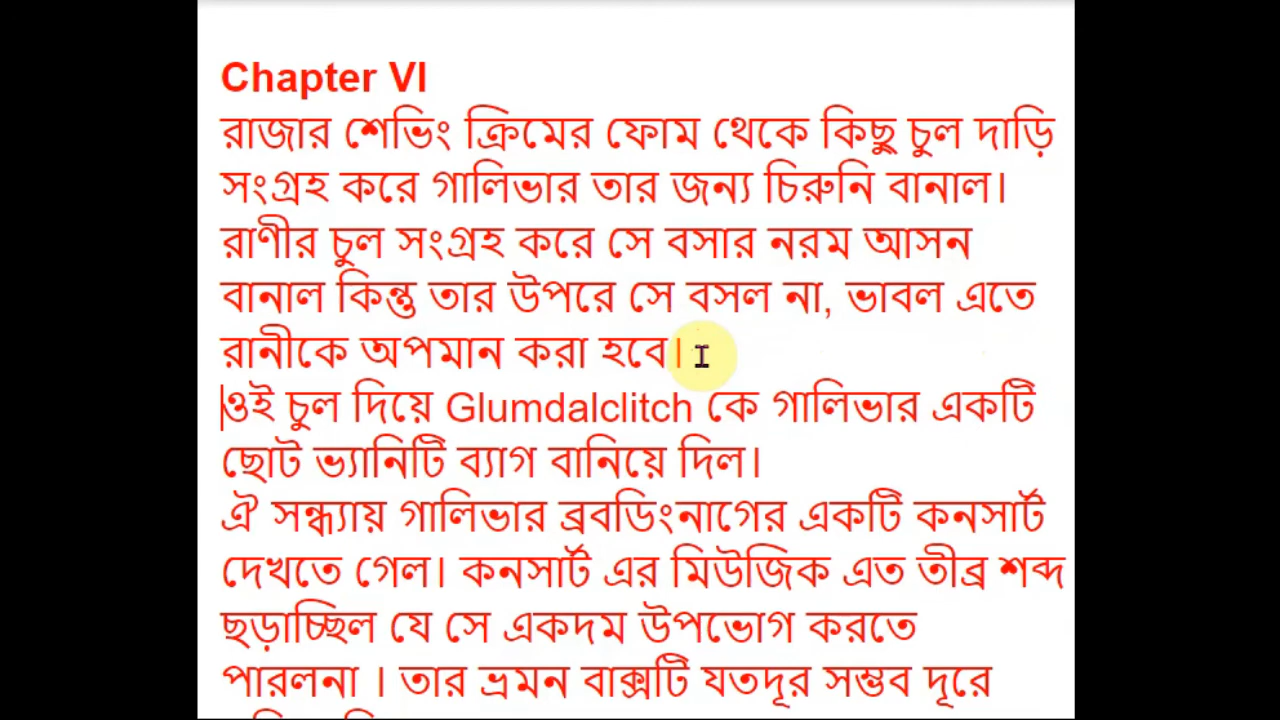 Chapter VI
রাজার শেভিং ক্রিমের ফোম থেকে কিছু চুল দাড়ি
সংগ্রহ করে গালিভার তার জন্য চিরুনি বানাল।
রাণীর চুল সংগ্রহ করে সে বসার নরম আসন
বানাল কিন্তু তার উপরে সে বসল না, ভাবল এতে
রানীকে অপমান করা হবে।
ওই চুল দিয়ে Glumdalclitch কে গালিভার একটি
ছোট ভ্যানিটি ব্যাগ বানিয়ে দিল।
ঐ সন্ধ্যায় গালিভার ব্রবডিংনাগের একটি কনসার্ট
দেখতে গেল। কনসার্ট এর মিউজিক এত তীব্র শব্দ
ছড়াচ্ছিল যে সে একদম উপভোগ করতে
পারলনা । তার ভ্রমন বাক্সটি যতদূর সম্ভব দূরে